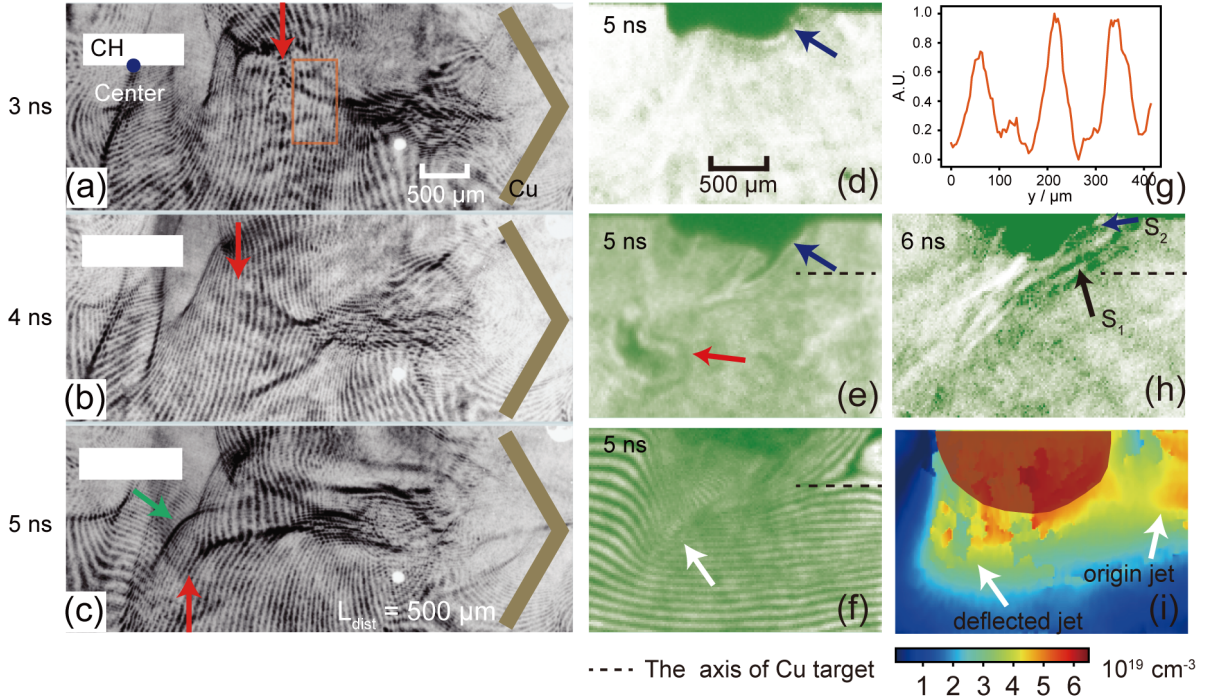 CH
Center
3 ns
500 μm
(a)
Cu
4 ns
(b)
5 ns
(c)
L_dist = 500 μm
5 ns
500 μm
(d)
5 ns
(e)
5 ns
(f)
A.U.
1.0
0.8
0.6
0.4
0.2
0.0
0 100 200 300 400
y / μm
(g)
6 ns
S2
S1
(h)
origin jet
deflected jet
(i)
The axis of Cu target
1 2 3 4 5 6
10¹⁹ cm⁻³